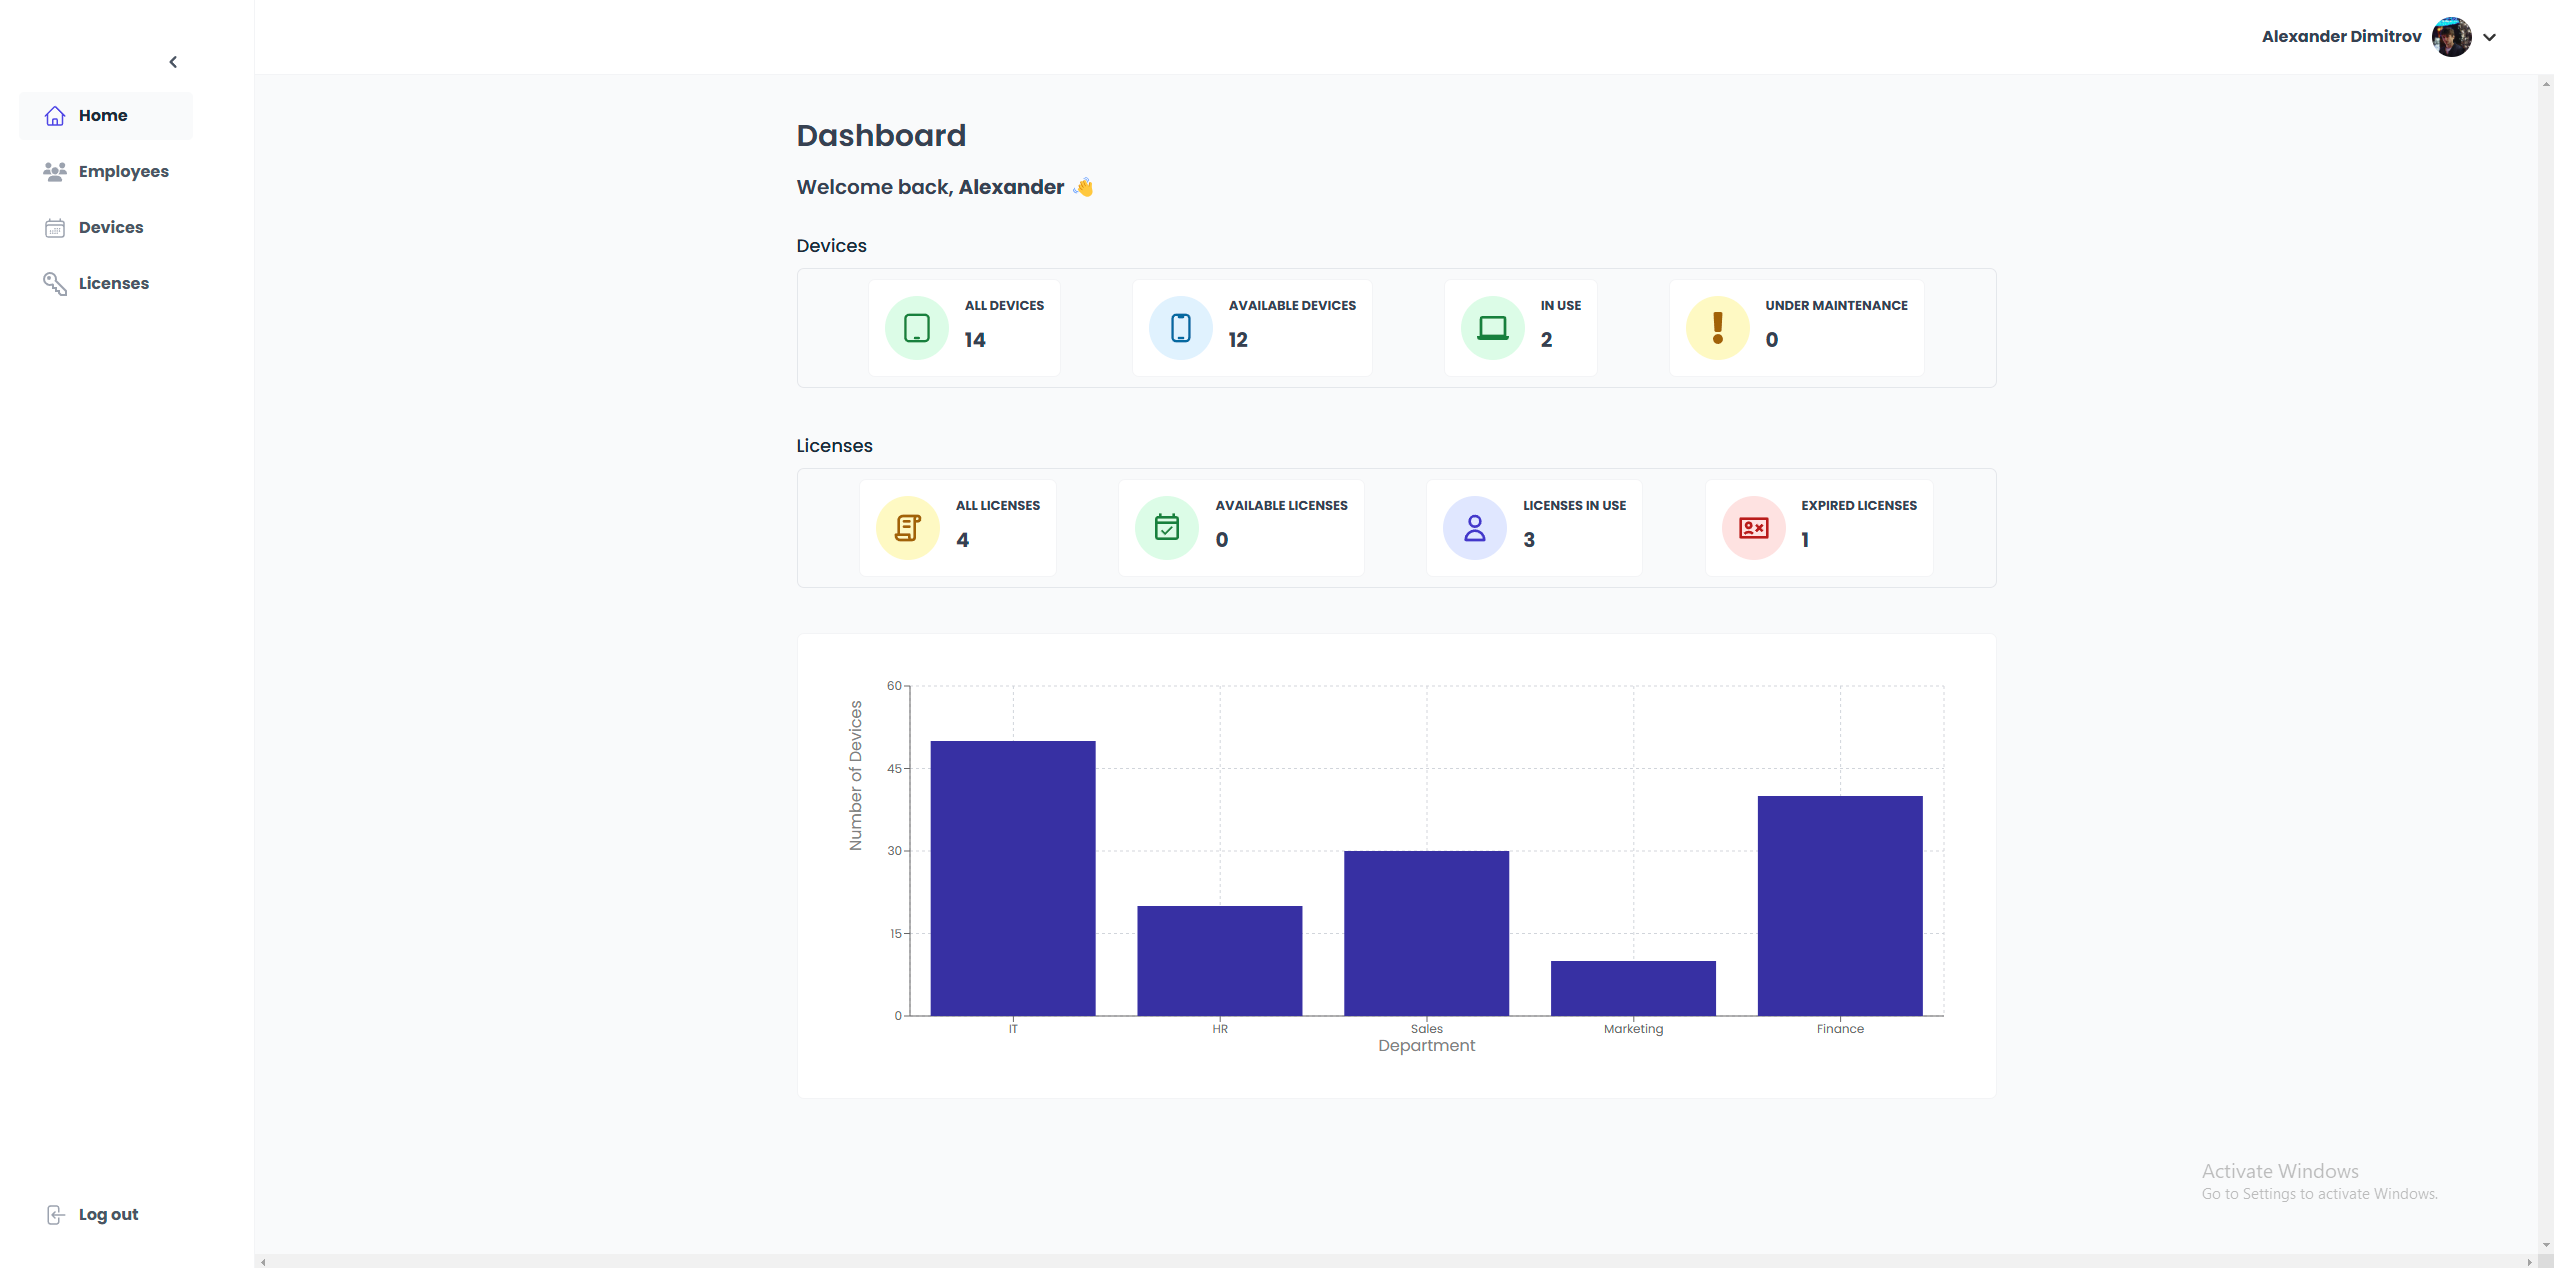 Alexander Dimitrov
Home
Employees
Devices
Licenses
Log out
Dashboard
Welcome back, Alexander 👋
Devices
ALL DEVICES
14
AVAILABLE DEVICES
12
IN USE
2
UNDER MAINTENANCE
0
Licenses
ALL LICENSES
4
AVAILABLE LICENSES
0
LICENSES IN USE
3
EXPIRED LICENSES
1
Number of Devices
60
45
30
15
0
IT
HR
Sales
Marketing
Finance
Department
Activate Windows
Go to Settings to activate Windows.